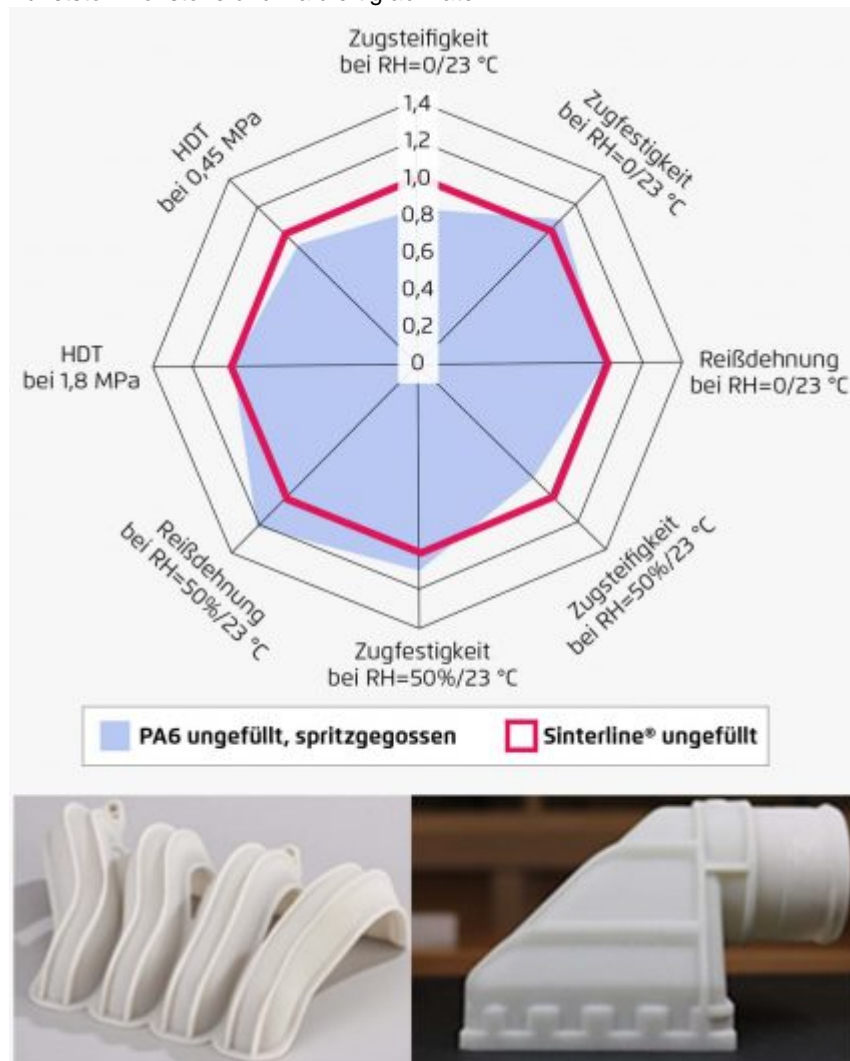 Zugsteifigkeit
bei RH=0/23 °C
Zugfestigkeit
bei RH=0/23 °C
HDT
bei 0,45 MPa
1,4
1,2
1,0
0,8
0,6
0,4
0,2
0
HDT
bei 1,8 MPa
Reißdehnung
bei RH=0/23 °C
Reißdehnung
bei RH=50%/23 °C
Zugsteifigkeit
bei RH=50%/23 °C
Zugfestigkeit
bei RH=50%/23 °C
PA6 ungefüllt, spritzgegossen
Sinterline® ungefüllt